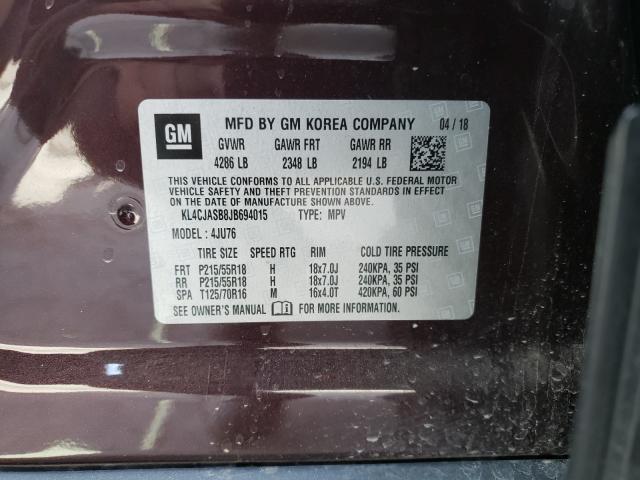 GM
MFD BY GM KOREA COMPANY 04 / 18
GVWR GAWR FRT GAWR RR
4286 LB 2348 LB 2194 LB
THIS VEHICLE CONFORMS TO ALL APPLICABLE U.S. FEDERAL MOTOR
VEHICLE SAFETY AND THEFT PREVENTION STANDARDS IN EFFECT
ON THE DATE OF MANUFACTURE SHOWN ABOVE.
KL4CJASB8JB694015 TYPE: MPV
MODEL : 4JU76
TIRE SIZE SPEED RTG RIM COLD TIRE PRESSURE
FRT P215/55R18 H 18x7.0J 240KPA, 35 PSI
RR P215/55R18 H 18x7.0J 240KPA, 35 PSI
SPA T125/70R16 M 16x4.0T 420KPA, 60 PSI
SEE OWNER'S MANUAL FOR MORE INFORMATION.